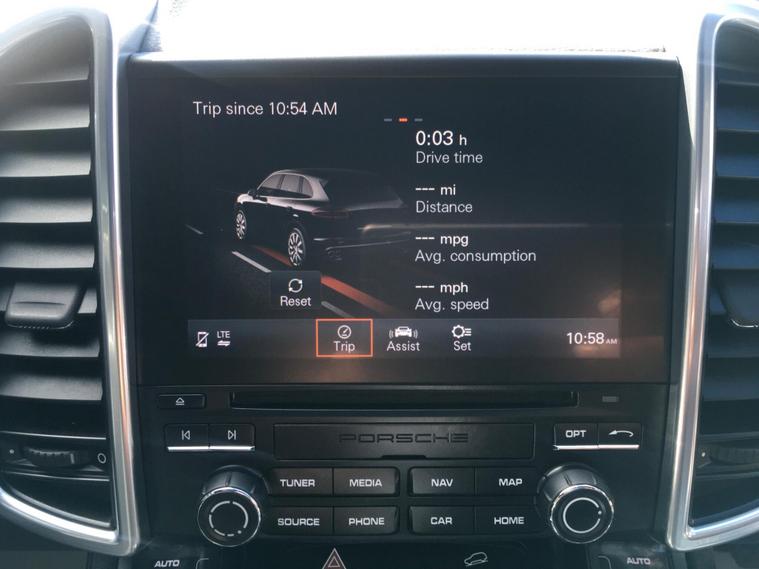 Trip since 10:54 AM
0:03 h
Drive time
--- mi
Distance
--- mpg
Avg. consumption
--- mph
Avg. speed
Reset
LTE
Trip
Assist
Set
10:58 AM
PORSCHE
OPT
TUNER
MEDIA
NAV
MAP
SOURCE
PHONE
CAR
HOME
AUTO
AUTO